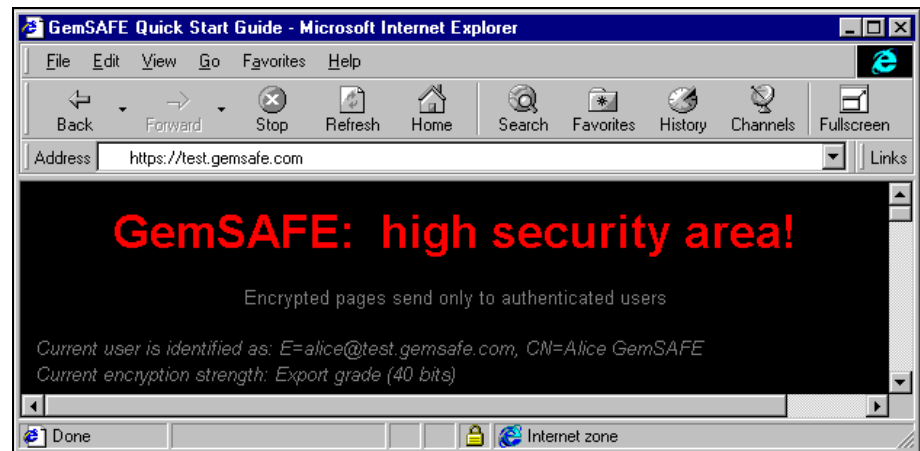 GemSAFE Quick Start Guide - Microsoft Internet Explorer
File Edit View Go Favorites Help
Back Forward Stop Refresh Home Search Favorites History Channels Fullscreen
Address https://test.gemsafe.com Links
GemSAFE: high security area!
Encrypted pages send only to authenticated users
Current user is identified as: E=alice@test.gemsafe.com, CN=Alice GemSAFE
Current encryption strength: Export grade (40 bits)
Done Internet zone